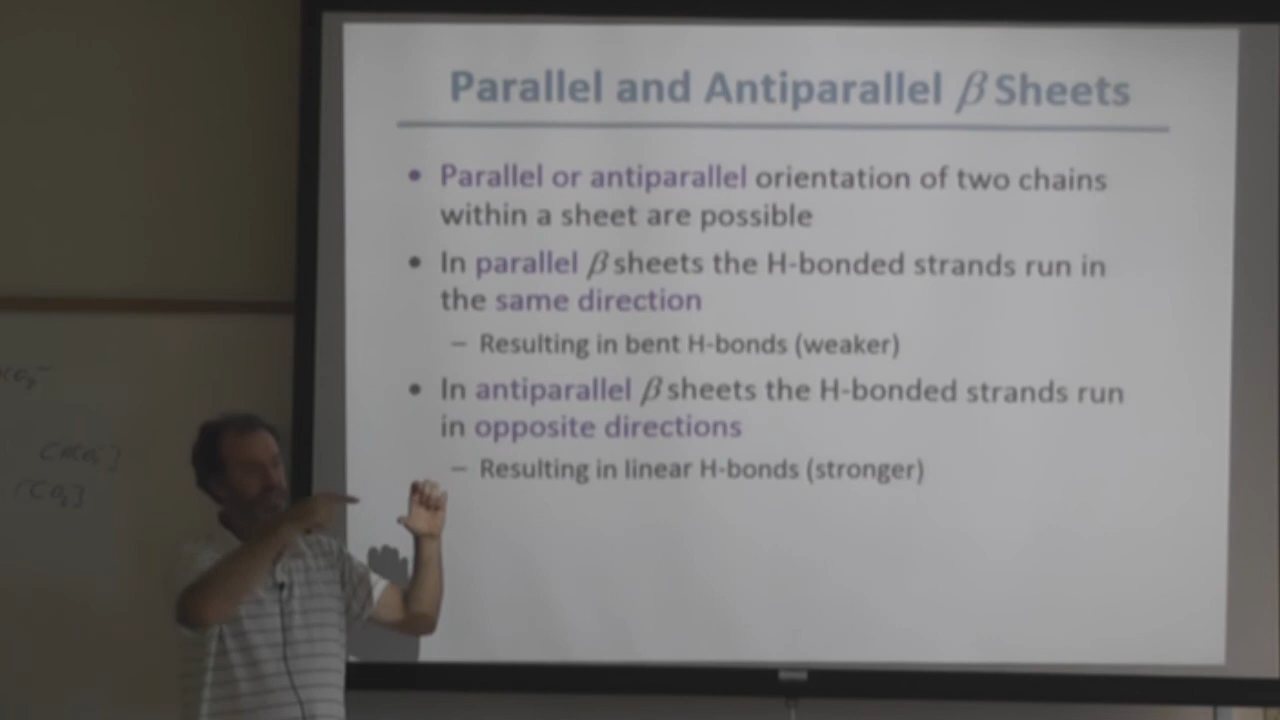 Parallel and Antiparallel β Sheets
• Parallel or antiparallel orientation of two chains
within a sheet are possible
• In parallel β sheets the H-bonded strands run in
the same direction
– Resulting in bent H-bonds (weaker)
• In antiparallel β sheets the H-bonded strands run
in opposite directions
– Resulting in linear H-bonds (stronger)